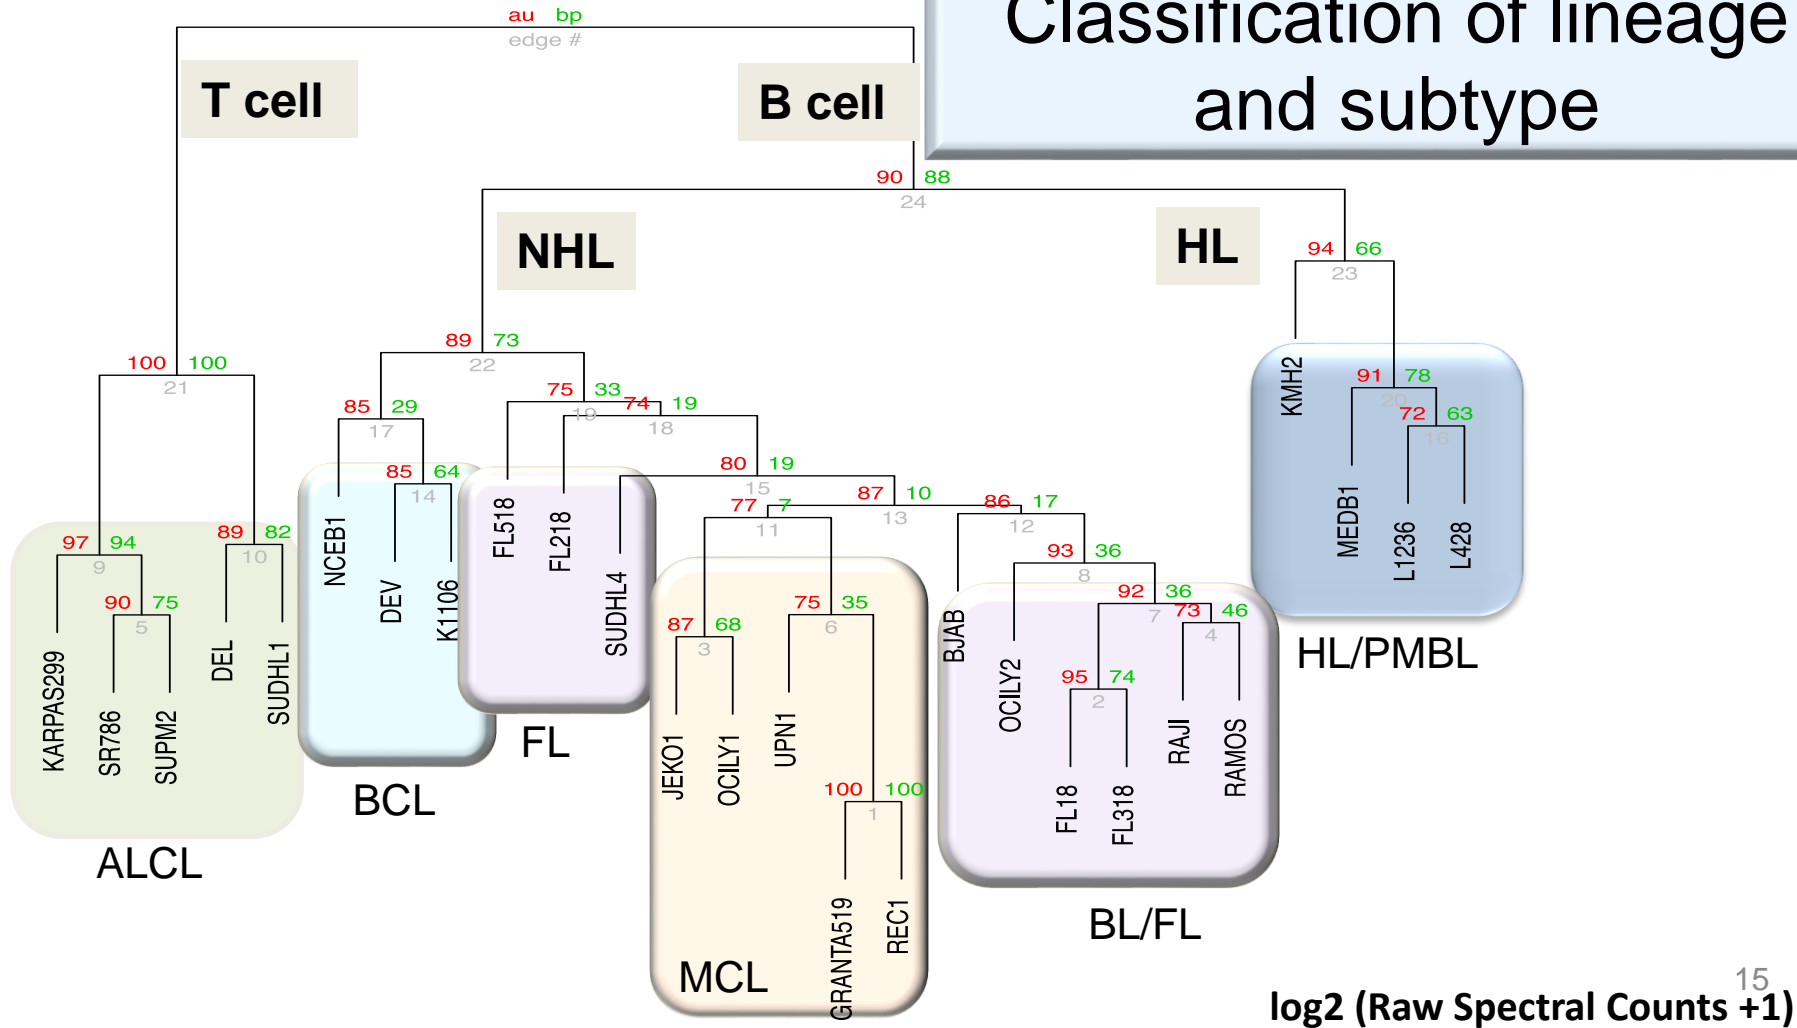 au bp
edge #
Classification of lineage
and subtype
T cell
B cell
90 88
24
NHL
HL
94 66
23
89 73
22
100 100
21
KMH2
91 78
20
75 33
19
74 19
18
85 29
17
72 63
16
80 19
15
85 64
14
87 10
13
86 17
12
77 7
11
89 82
10
97 94
9
93 36
8
92 36
7
75 35
6
90 75
5
73 46
4
87 68
3
95 74
2
100 100
1
KARPAS299
SR786
SUPM2
DEL
SUDHL1
NCEB1
DEV
K1106
FL518
FL218
SUDHL4
JEKO1
OCILY1
UPN1
GRANTA519
REC1
BJAB
OCILY2
FL18
FL318
RAJI
RAMOS
MEDB1
L1236
L428
HL/PMBL
FL
BCL
ALCL
BL/FL
MCL
15
log2 (Raw Spectral Counts +1)